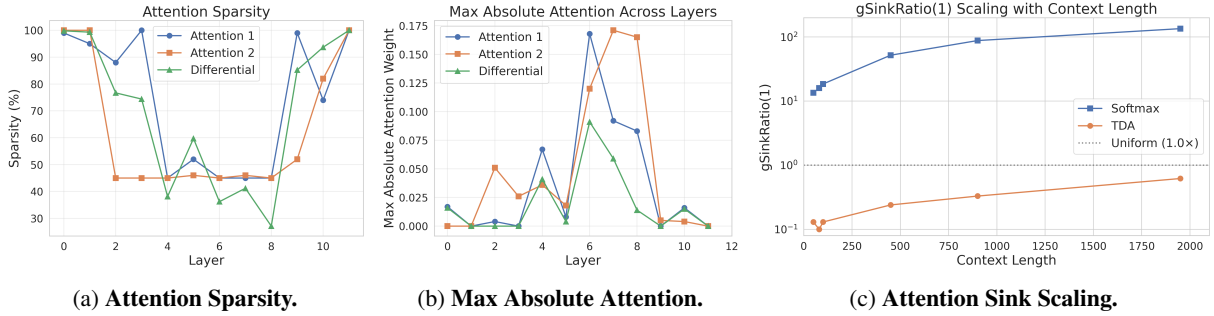 Attention Sparsity
Attention 1
Attention 2
Differential
Sparsity (%)
100
90
80
70
60
50
40
30
0 2 4 6 8 10
Layer
Max Absolute Attention Across Layers
Attention 1
Attention 2
Differential
Max Absolute Attention Weight
0.175
0.150
0.125
0.100
0.075
0.050
0.025
0.000
0 2 4 6 8 10 12
Layer
gSinkRatio(1) Scaling with Context Length
Softmax
TDA
Uniform (1.0×)
gSinkRatio(1)
10²
10¹
10⁰
10⁻¹
0 250 500 750 1000 1250 1500 1750 2000
Context Length
(a) Attention Sparsity.
(b) Max Absolute Attention.
(c) Attention Sink Scaling.